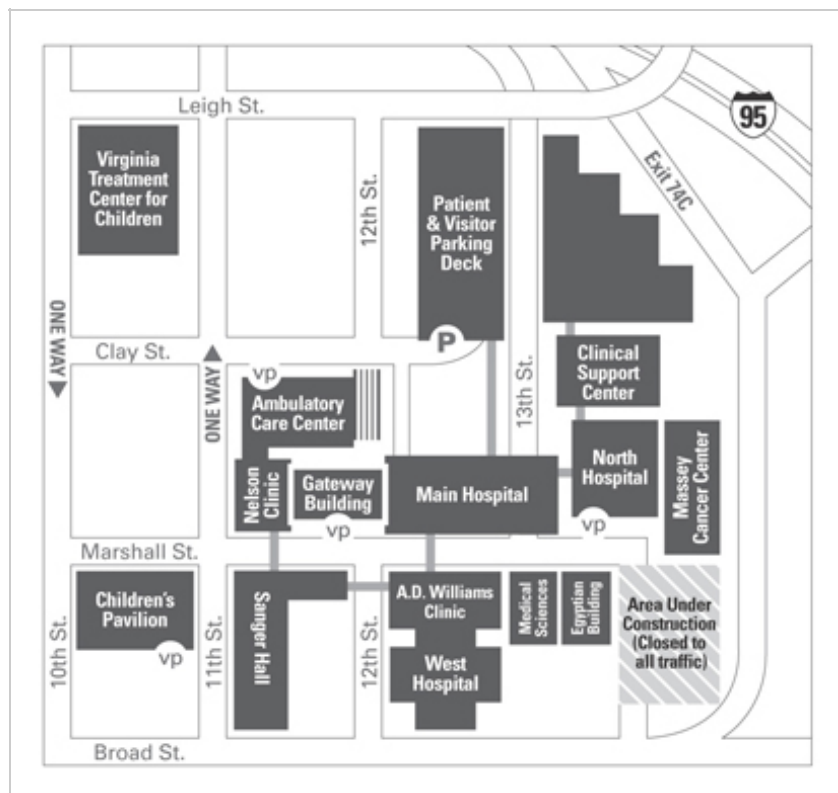 Leigh St.
95
Virginia
Treatment
Center for
Children
12th St.
Patient
& Visitor
Parking
Deck
Exit 74C
ONE WAY
Clay St.
ONE WAY
P
13th St.
Clinical
Support
Center
vp
Ambulatory
Care Center
Nelson
Clinic
Gateway
Building
vp
Main Hospital
North
Hospital
vp
Massey
Cancer Center
Marshall St.
Children's
Pavilion
vp
10th St.
11th St.
Sanger Hall
12th St.
A.D. Williams
Clinic
West
Hospital
Medical
Sciences
Egyptian
Building
Area Under
Construction
(Closed to
all traffic)
Broad St.